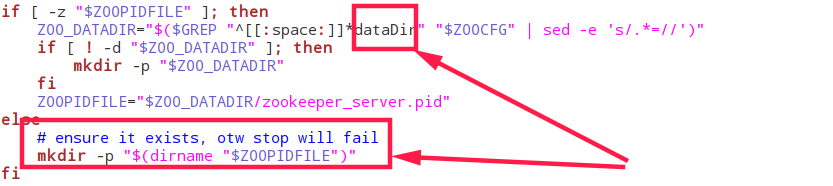 if [ -z "$ZOOPIDFILE" ]; then
    ZOO_DATADIR="$($GREP "^[[:space:]]*dataDir" "$ZOOCFG" | sed -e 's/.*=//')"
    if [ ! -d "$ZOO_DATADIR" ]; then
        mkdir -p "$ZOO_DATADIR"
    fi
    ZOOPIDFILE="$ZOO_DATADIR/zookeeper_server.pid"
else
    # ensure it exists, otw stop will fail
    mkdir -p "$(dirname "$ZOOPIDFILE")"
fi